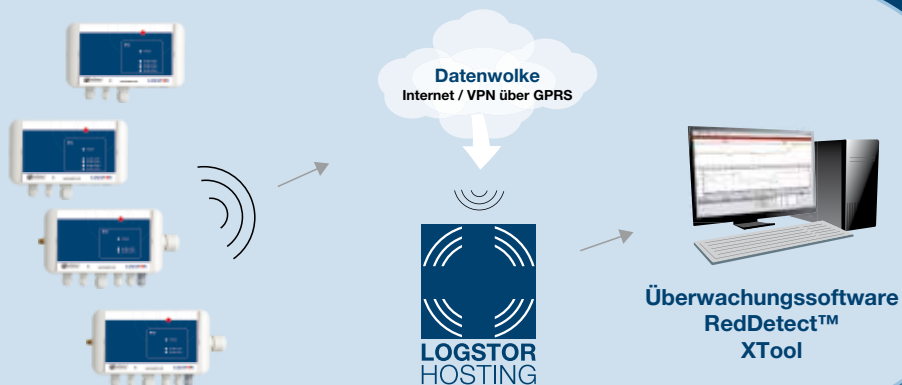 Datenwolke
Internet / VPN über GPRS
LOGSTOR
HOSTING
Überwachungssoftware
RedDetect™
XTool